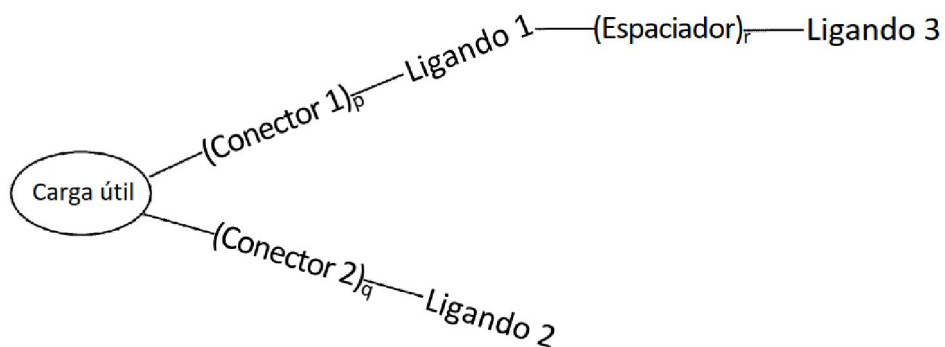 (Conector 1)p Ligando 1 (Espaciador)r Ligando 3
Carga útil
(Conector 2)q Ligando 2